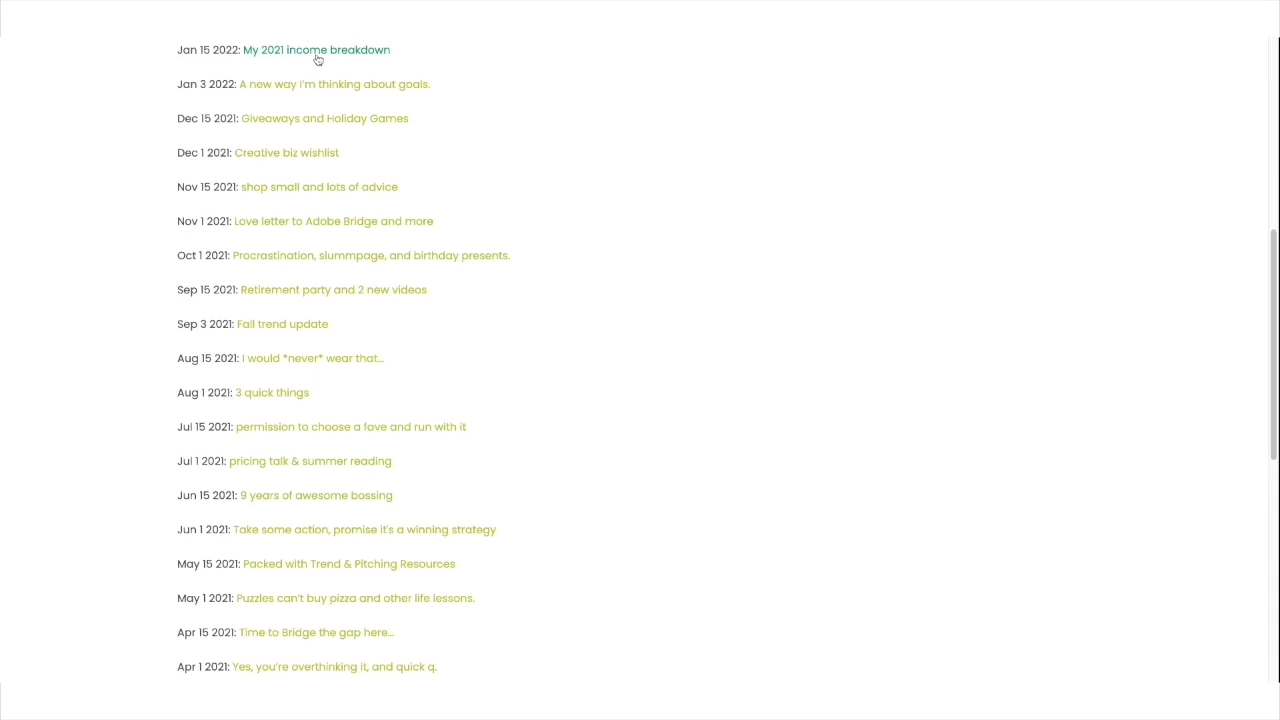 Jan 15 2022: My 2021 income breakdown
Jan 3 2022: A new way I'm thinking about goals.
Dec 15 2021: Giveaways and Holiday Games
Dec 1 2021: Creative biz wishlist
Nov 15 2021: shop small and lots of advice
Nov 1 2021: Love letter to Adobe Bridge and more
Oct 1 2021: Procrastination, slummpage, and birthday presents.
Sep 15 2021: Retirement party and 2 new videos
Sep 3 2021: Fall trend update
Aug 15 2021: I would *never* wear that...
Aug 1 2021: 3 quick things
Jul 15 2021: permission to choose a fave and run with it
Jul 1 2021: pricing talk & summer reading
Jun 15 2021: 9 years of awesome bossing
Jun 1 2021: Take some action, promise it's a winning strategy
May 15 2021: Packed with Trend & Pitching Resources
May 1 2021: Puzzles can't buy pizza and other life lessons.
Apr 15 2021: Time to Bridge the gap here...
Apr 1 2021: Yes, you're overthinking it, and quick q.